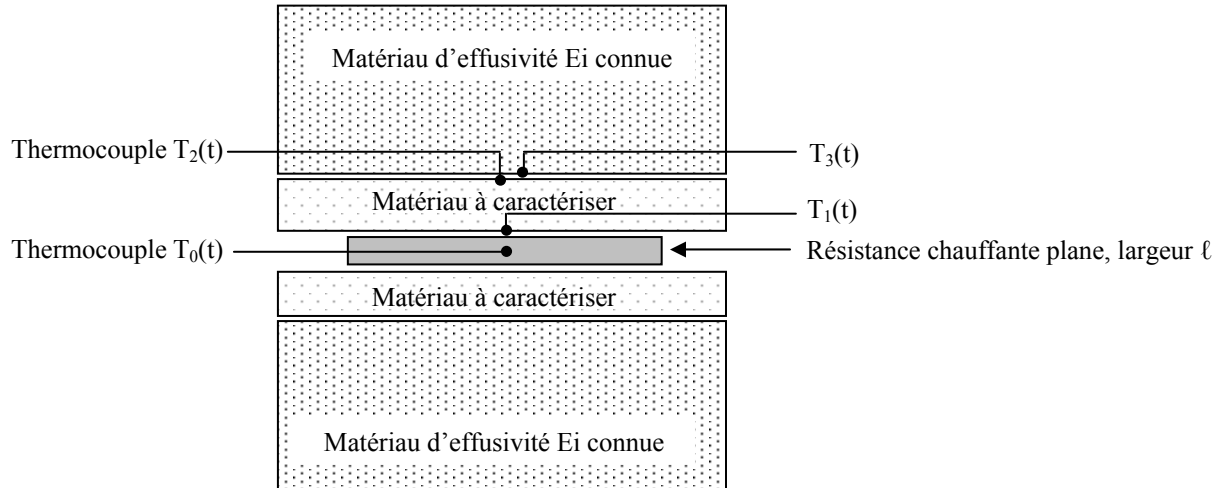 Matériau d'effusivité Ei connue
Thermocouple T₂(t)
T₃(t)
Matériau à caractériser
T₁(t)
Thermocouple T₀(t)
Résistance chauffante plane, largeur ℓ
Matériau à caractériser
Matériau d'effusivité Ei connue